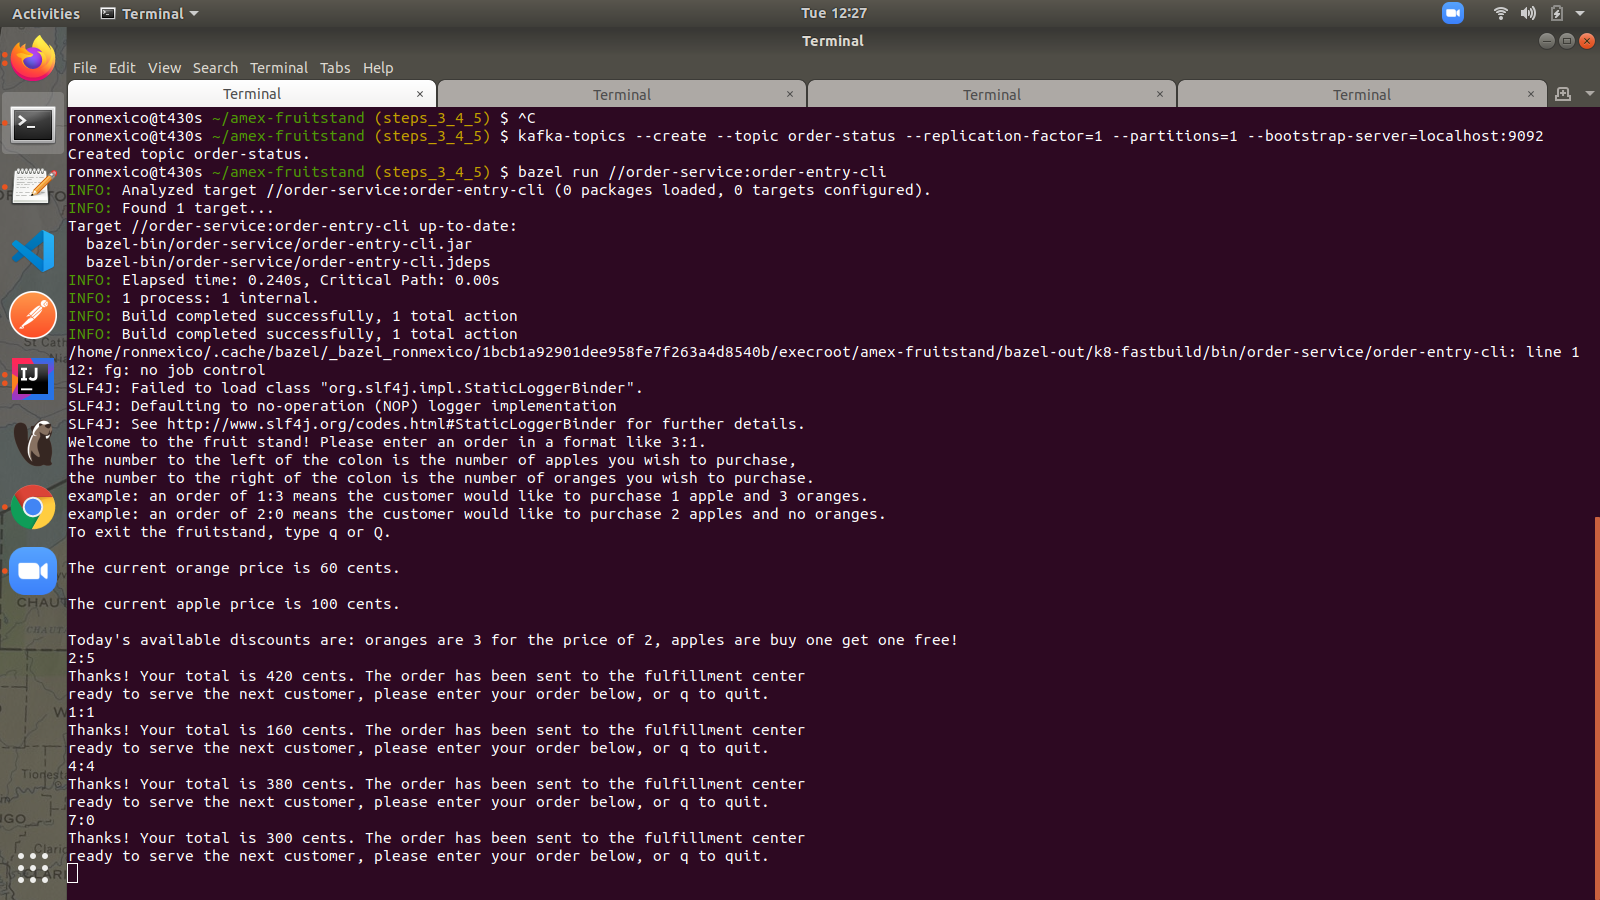 Activities Terminal Tue 12:27
Terminal
File Edit View Search Terminal Tabs Help
Terminal × Terminal × Terminal × Terminal ×
ronmexico@t430s ~/amex-fruitstand (steps_3_4_5) $ ^C
ronmexico@t430s ~/amex-fruitstand (steps_3_4_5) $ kafka-topics --create --topic order-status --replication-factor=1 --partitions=1 --bootstrap-server=localhost:9092
Created topic order-status.
ronmexico@t430s ~/amex-fruitstand (steps_3_4_5) $ bazel run //order-service:order-entry-cli
INFO: Analyzed target //order-service:order-entry-cli (0 packages loaded, 0 targets configured).
INFO: Found 1 target...
Target //order-service:order-entry-cli up-to-date:
  bazel-bin/order-service/order-entry-cli.jar
  bazel-bin/order-service/order-entry-cli.jdeps
INFO: Elapsed time: 0.240s, Critical Path: 0.00s
INFO: 1 process: 1 internal.
INFO: Build completed successfully, 1 total action
INFO: Build completed successfully, 1 total action
/home/ronmexico/.cache/bazel/_bazel_ronmexico/1bcb1a92901dee958fe7f263a4d8540b/execroot/amex-fruitstand/bazel-out/k8-fastbuild/bin/order-service/order-entry-cli: line 1
12: fg: no job control
SLF4J: Failed to load class "org.slf4j.impl.StaticLoggerBinder".
SLF4J: Defaulting to no-operation (NOP) logger implementation
SLF4J: See http://www.slf4j.org/codes.html#StaticLoggerBinder for further details.
Welcome to the fruit stand! Please enter an order in a format like 3:1.
The number to the left of the colon is the number of apples you wish to purchase,
the number to the right of the colon is the number of oranges you wish to purchase.
example: an order of 1:3 means the customer would like to purchase 1 apple and 3 oranges.
example: an order of 2:0 means the customer would like to purchase 2 apples and no oranges.
To exit the fruitstand, type q or Q.
The current orange price is 60 cents.
The current apple price is 100 cents.
Today's available discounts are: oranges are 3 for the price of 2, apples are buy one get one free!
2:5
Thanks! Your total is 420 cents. The order has been sent to the fulfillment center
ready to serve the next customer, please enter your order below, or q to quit.
1:1
Thanks! Your total is 160 cents. The order has been sent to the fulfillment center
ready to serve the next customer, please enter your order below, or q to quit.
4:4
Thanks! Your total is 380 cents. The order has been sent to the fulfillment center
ready to serve the next customer, please enter your order below, or q to quit.
7:0
Thanks! Your total is 300 cents. The order has been sent to the fulfillment center
ready to serve the next customer, please enter your order below, or q to quit.
IJ